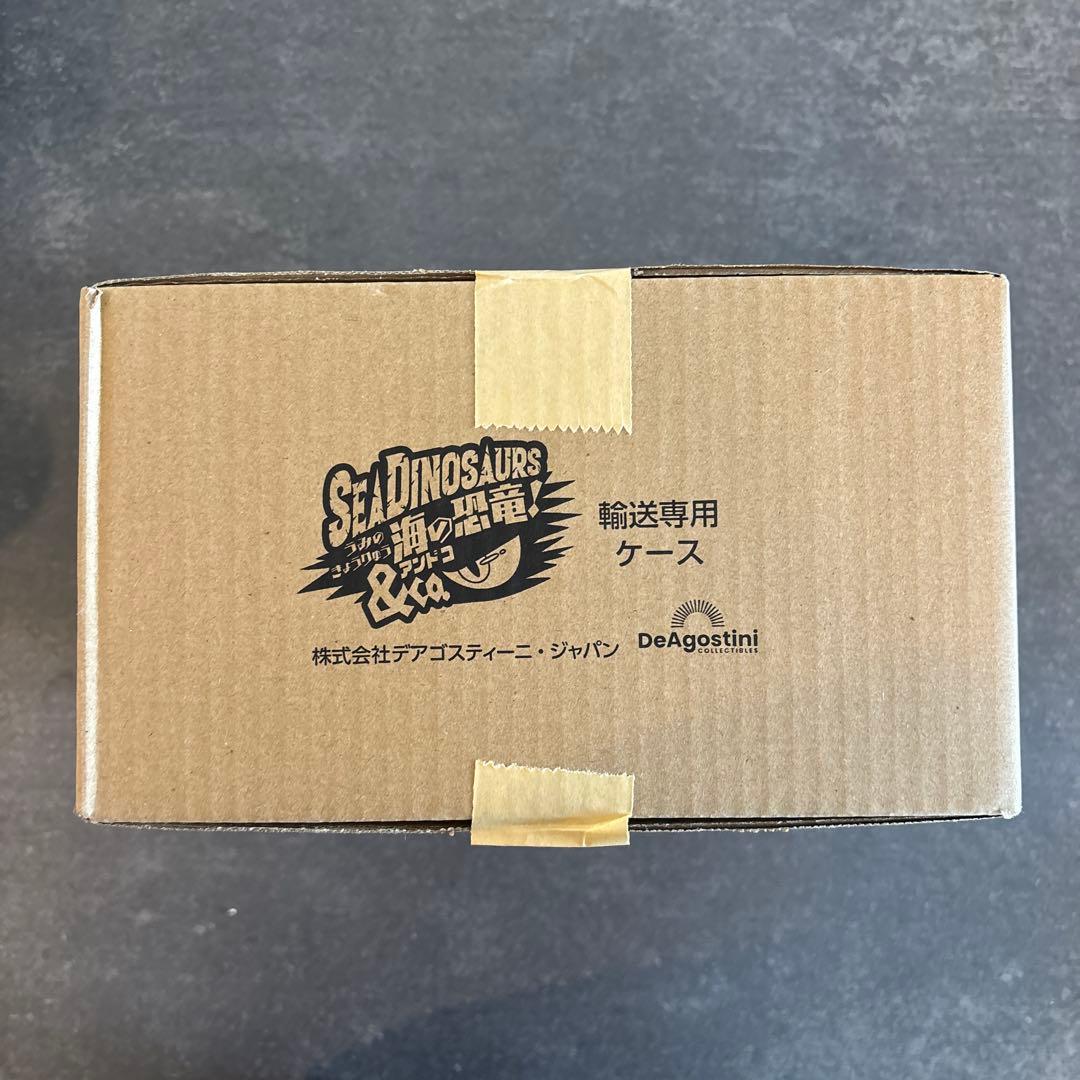 SEADINOSAURS
うみの
きょうりゅう
海の恐竜!
アンドコ
&Co.
輸送専用
ケース
株式会社デアゴスティーニ・ジャパン
DeAgostini
COLLECTIBLES